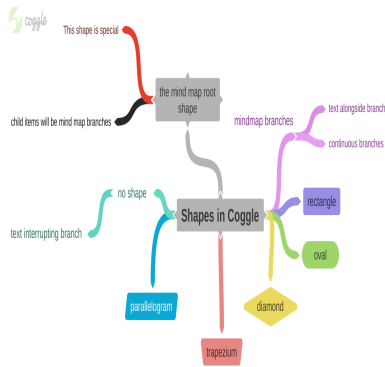 coggle
This shape is special
the mind map root
shape
child items will be mind map branches
mindmap branches
text alongside branch
continuous branches
no shape
text interrupting branch
Shapes in Coggle
rectangle
oval
diamond
parallelogram
trapezium